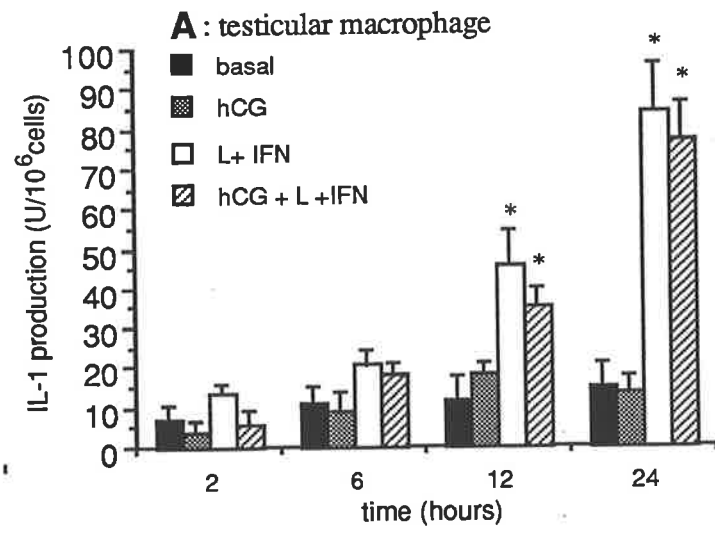 A : testicular macrophage
100
90
80
70
60
50
40
30
20
10
0
IL-1 production (U/10⁶cells)
basal
hCG
L+ IFN
hCG + L +IFN
*
*
*
*
2
6
12
24
time (hours)